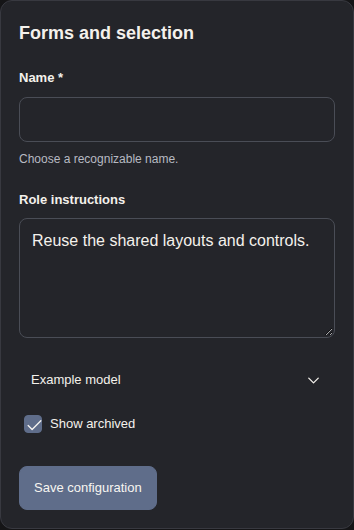 Forms and selection
Name *
Choose a recognizable name.
Role instructions
Reuse the shared layouts and controls.
Example model
Show archived
Save configuration